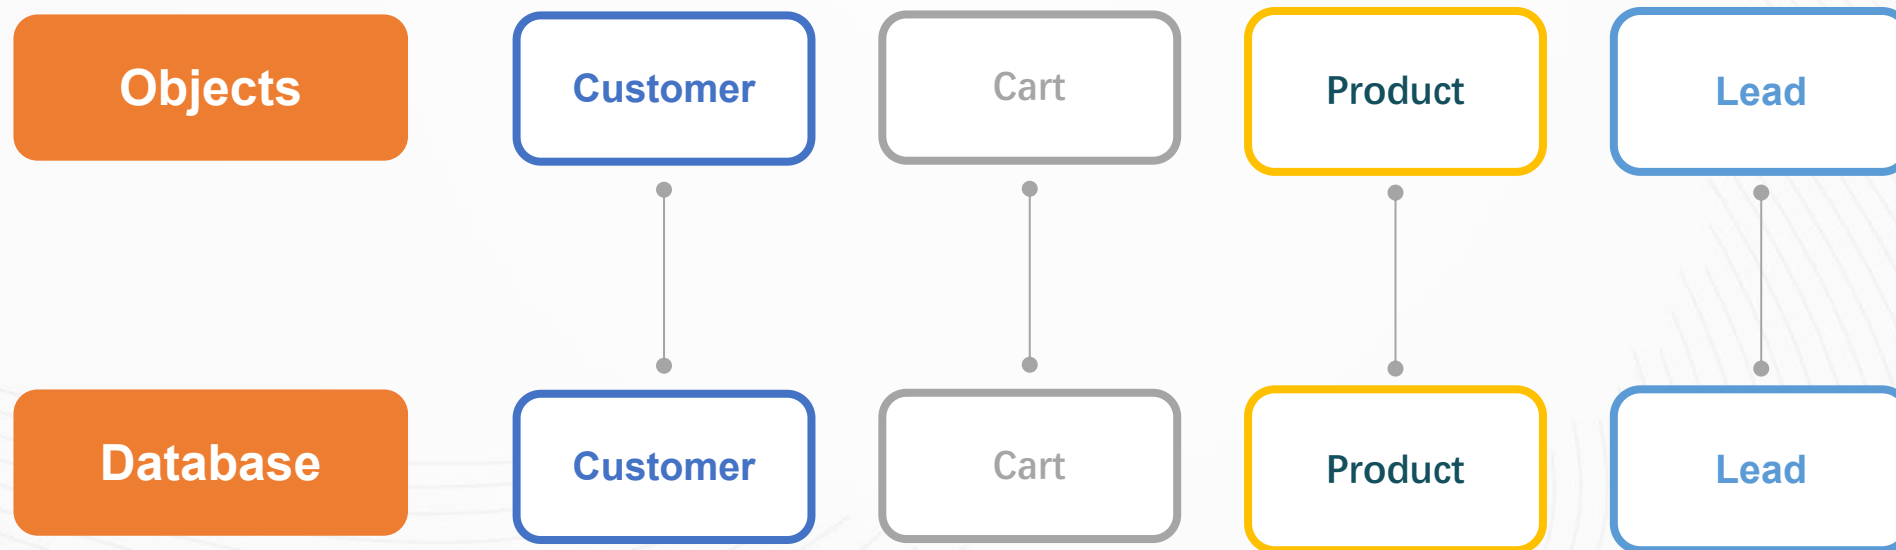 Objects
Customer
Cart
Product
Lead
Database
Customer
Cart
Product
Lead